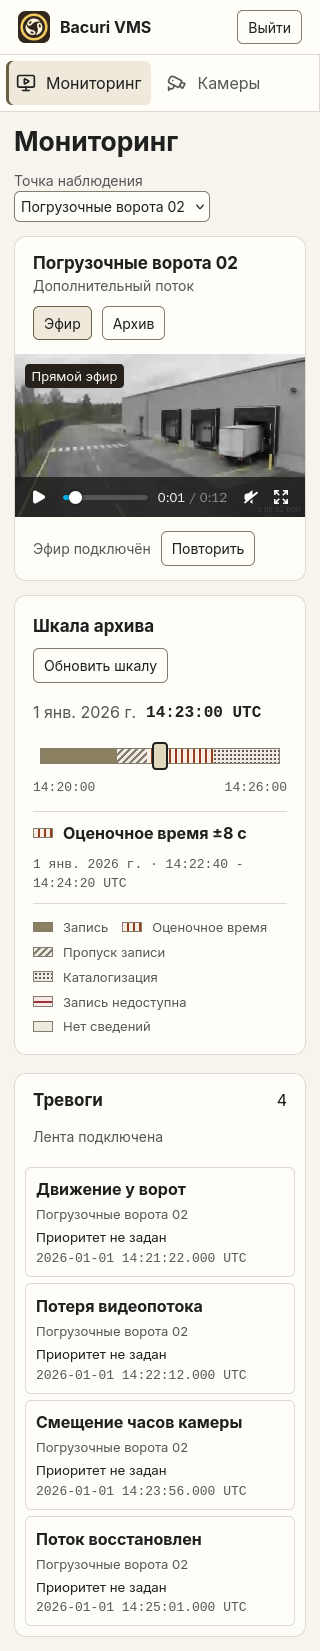 Bacuri VMS
Выйти
Мониторинг
Камеры
Мониторинг
Точка наблюдения
Погрузочные ворота 02
Погрузочные ворота 02
Дополнительный поток
Эфир
Архив
Прямой эфир
0:01 / 0:12
Эфир подключён
Повторить
Шкала архива
Обновить шкалу
1 янв. 2026 г. 14:23:00 UTC
14:20:00
14:26:00
Оценочное время ±8 с
1 янв. 2026 г. · 14:22:40 -
14:24:20 UTC
Запись
Оценочное время
Пропуск записи
Каталогизация
Запись недоступна
Нет сведений
Тревоги
4
Лента подключена
Движение у ворот
Погрузочные ворота 02
Приоритет не задан
2026-01-01 14:21:22.000 UTC
Потеря видеопотока
Погрузочные ворота 02
Приоритет не задан
2026-01-01 14:22:12.000 UTC
Смещение часов камеры
Погрузочные ворота 02
Приоритет не задан
2026-01-01 14:23:56.000 UTC
Поток восстановлен
Погрузочные ворота 02
Приоритет не задан
2026-01-01 14:25:01.000 UTC